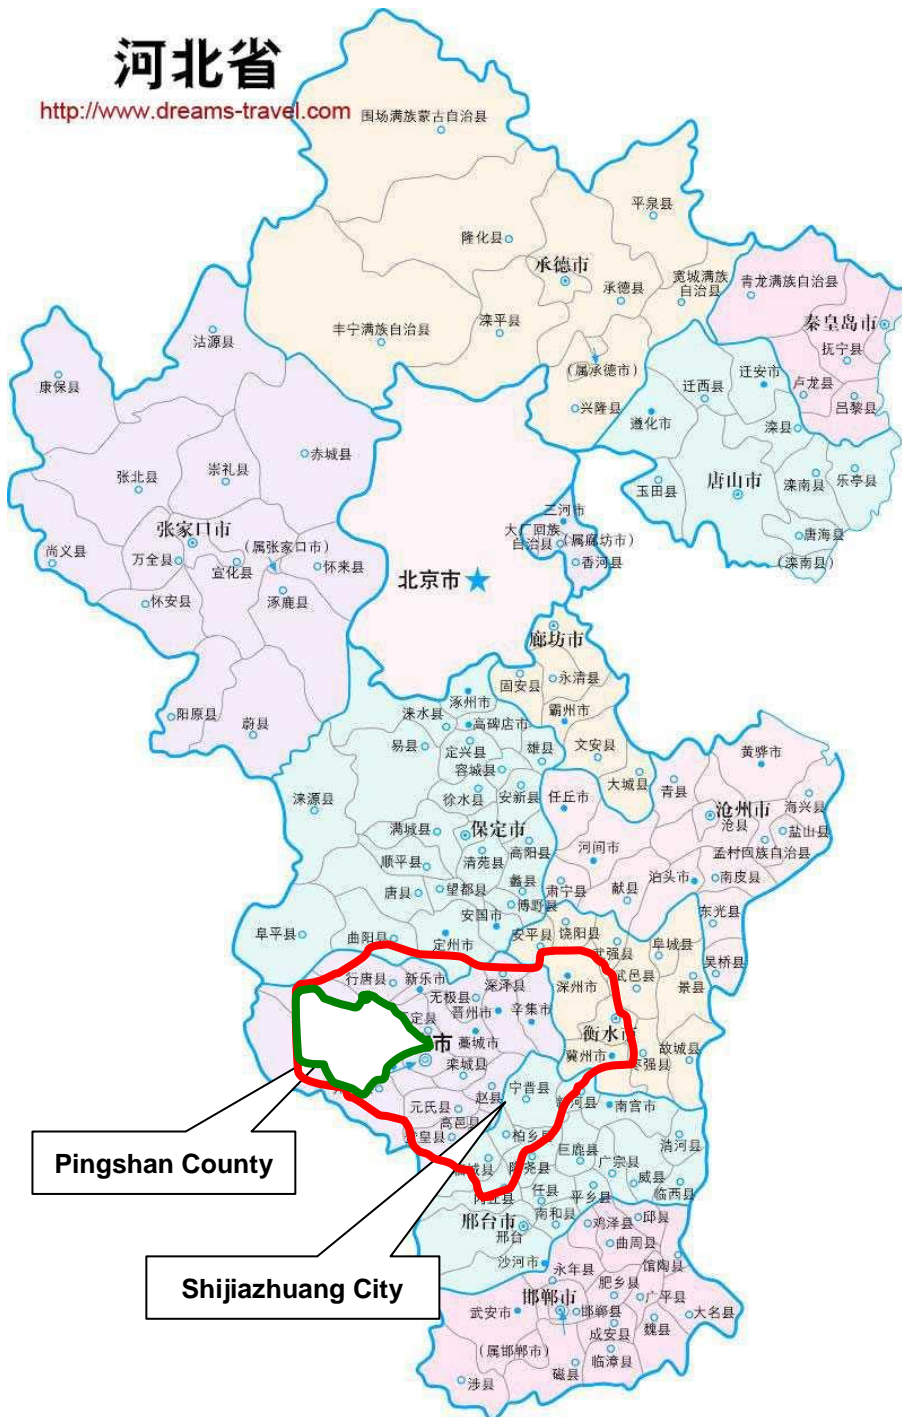 河北省
http://www.dreams-travel.com
围场满族蒙古自治县
平泉县
隆化县
承德市
宽城满族
自治县
承德县
青龙满族自治县
丰宁满族自治县
滦平县
秦皇岛市
沽源县
抚宁县
(属承德市)
康保县
迁西县
迁安市
卢龙县
昌黎县
兴隆县
遵化市
滦县
赤城县
崇礼县
张北县
玉田县
唐山市
滦南县
乐亭县
三河市
张家口市
大厂回族
自治县
(属廊坊市)
唐海县
(滦南县)
尚义县
万全县
(属张家口市)
宣化县
怀来县
香河县
北京市
怀安县
涿鹿县
廊坊市
固安县
永清县
涿州市
阳原县
蔚县
涞水县
高碑店市
霸州市
易县
定兴县
雄县
文安县
黄骅市
容城县
大城县
青县
涞源县
徐水县
安新县
任丘市
沧州市
海兴县
满城县
保定市
沧县
盐山县
顺平县
清苑县
高阳县
河间市
孟村回族自治县
唐县
望都县
蠡县
肃宁县
献县
泊头市
南皮县
博野县
安国市
东光县
阜平县
曲阳县
定州市
安平县
饶阳县
武强县
阜城县
吴桥县
行唐县
新乐市
深泽县
深州市
武邑县
景县
无极县
晋州市
辛集市
定县
衡水市
市
藁城市
冀州市
枣强县
故城县
栾城县
赵县
宁晋县
南宫市
元氏县
高邑县
柏乡县
巨鹿县
清河县
Pingshan County
隆尧县
广宗县
威县
临西县
任县
平乡县
南和县
邢台市
邢台
鸡泽县
邱县
曲周县
沙河市
馆陶县
永年县
Shijiazhuang City
肥乡县
广平县
武安市
邯郸市
邯郸县
大名县
魏县
成安县
(属邯郸市)
临漳县
磁县
涉县